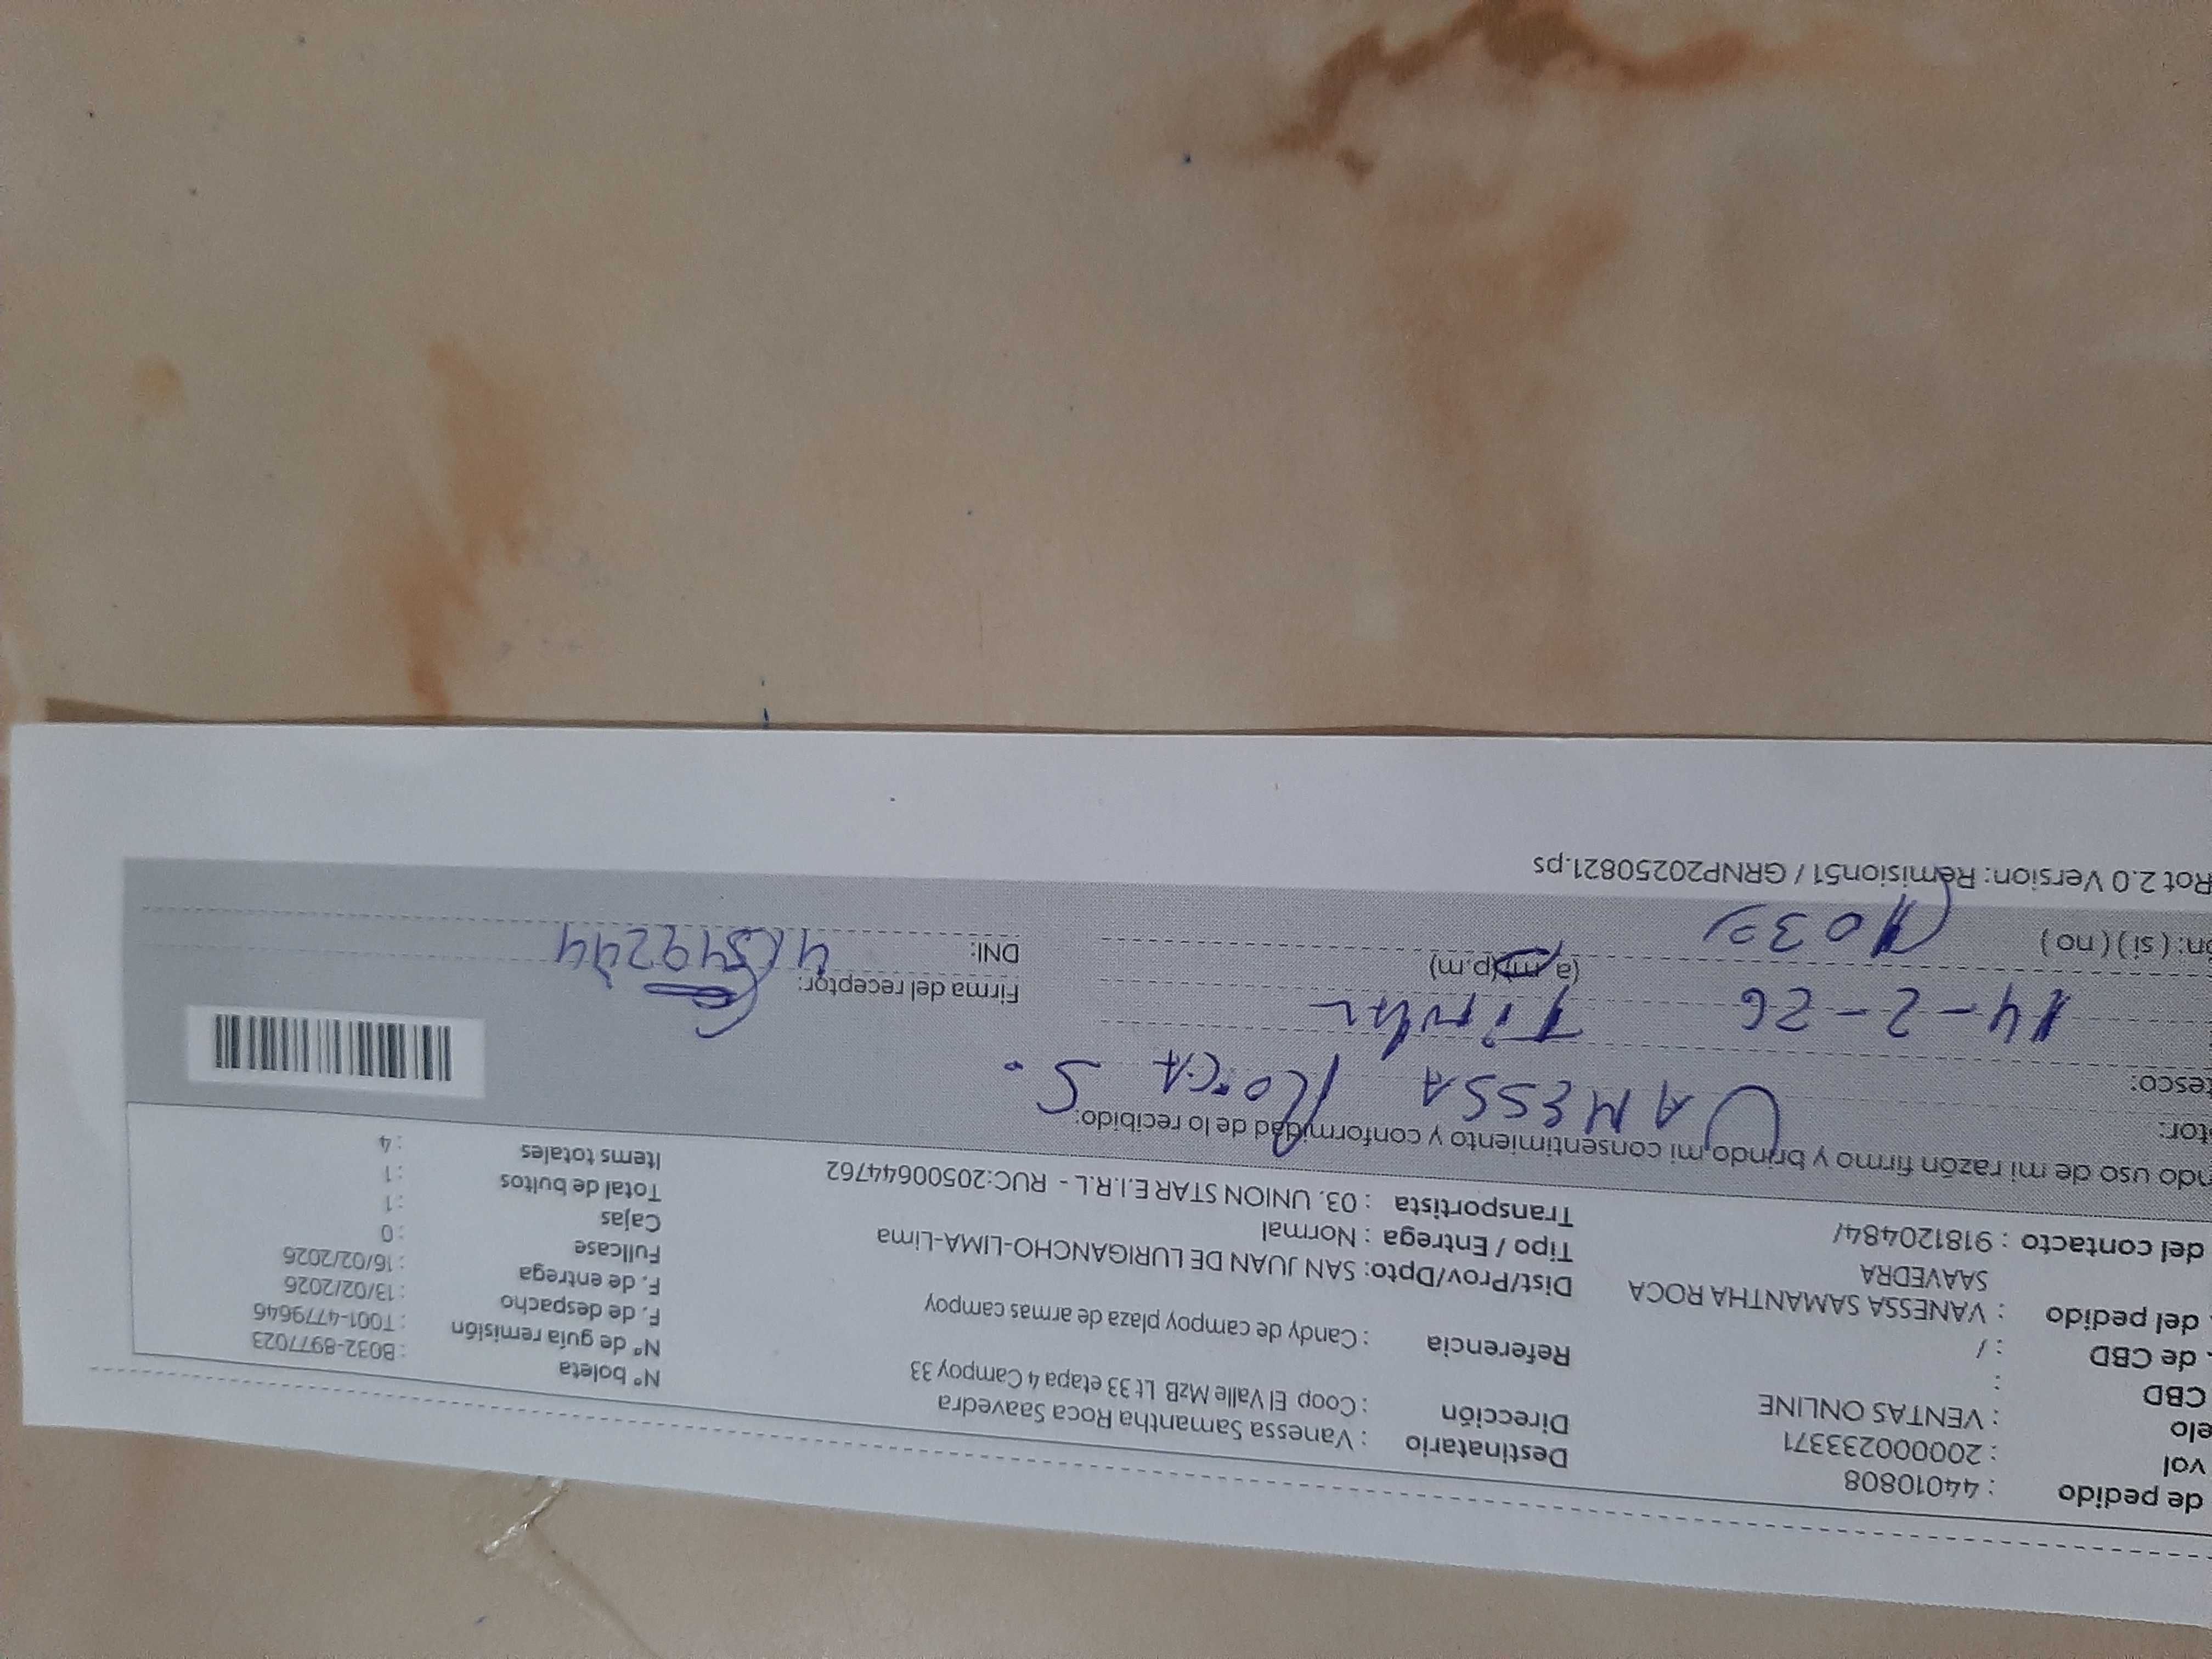 de pedido : 44010808
val : 200000233371
elo : VENTAS ONLINE
CBD :
. de CBD : /
. del pedido : VANESSA SAMANTHA ROCA SAAVEDRA
del contacto : 918120484/
Destinatario : Vanessa Samantha Roca Saavedra
Dirección : Coop El Valle MzB Lt 33 etapa 4 Campoy 33
Referencia : Candy de campoy plaza de armas campoy
Dist/Prov/Dpto: SAN JUAN DE LURIGANCHO-LIMA-Lima
Tipo / Entrega : Normal
Transportista : 03. UNION STAR E.I.R.L - RUC:20500644762
N° boleta : B032-8977023
N° de guía remisión : T001-4779646
F. de despacho : 13/02/2026
F. de entrega : 16/02/2026
Fullcase : 0
Cajas : 1
Total de bultos : 1
Items totales : 4
ndo uso de mi razón firmo y brindo mi consentimiento y conformidad de lo recibido:
tor: VANESSA ROCA S.
tesco:
14-2-26
(a.m)(p.m)
Firma del receptor:
ón: ( si ) ( no )
DNI:
Rot 2.0 Version: Remision51 / GRNP20250821.ps